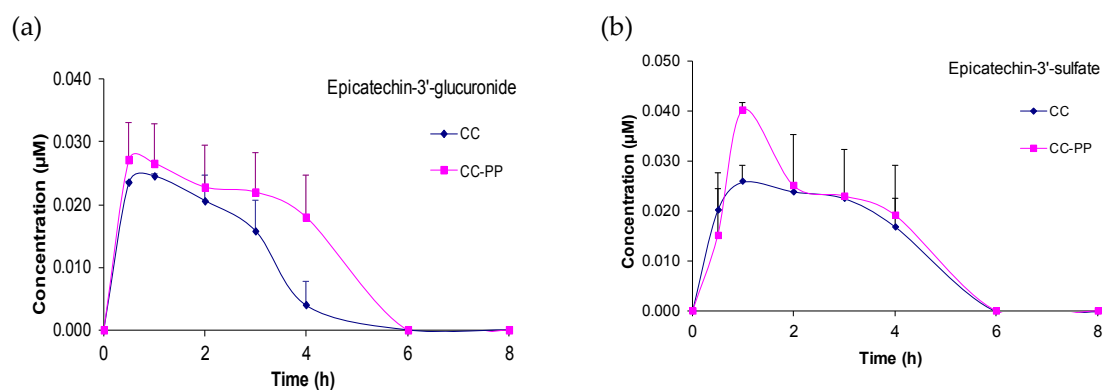 (a)
Epicatechin-3'-glucuronide
CC
CC-PP
Concentration (µM)
0.040
0.030
0.020
0.010
0.000
0 2 4 6 8
Time (h)
(b)
Epicatechin-3'-sulfate
CC
CC-PP
Concentration (µM)
0.050
0.040
0.030
0.020
0.010
0.000
0 2 4 6 8
Time (h)